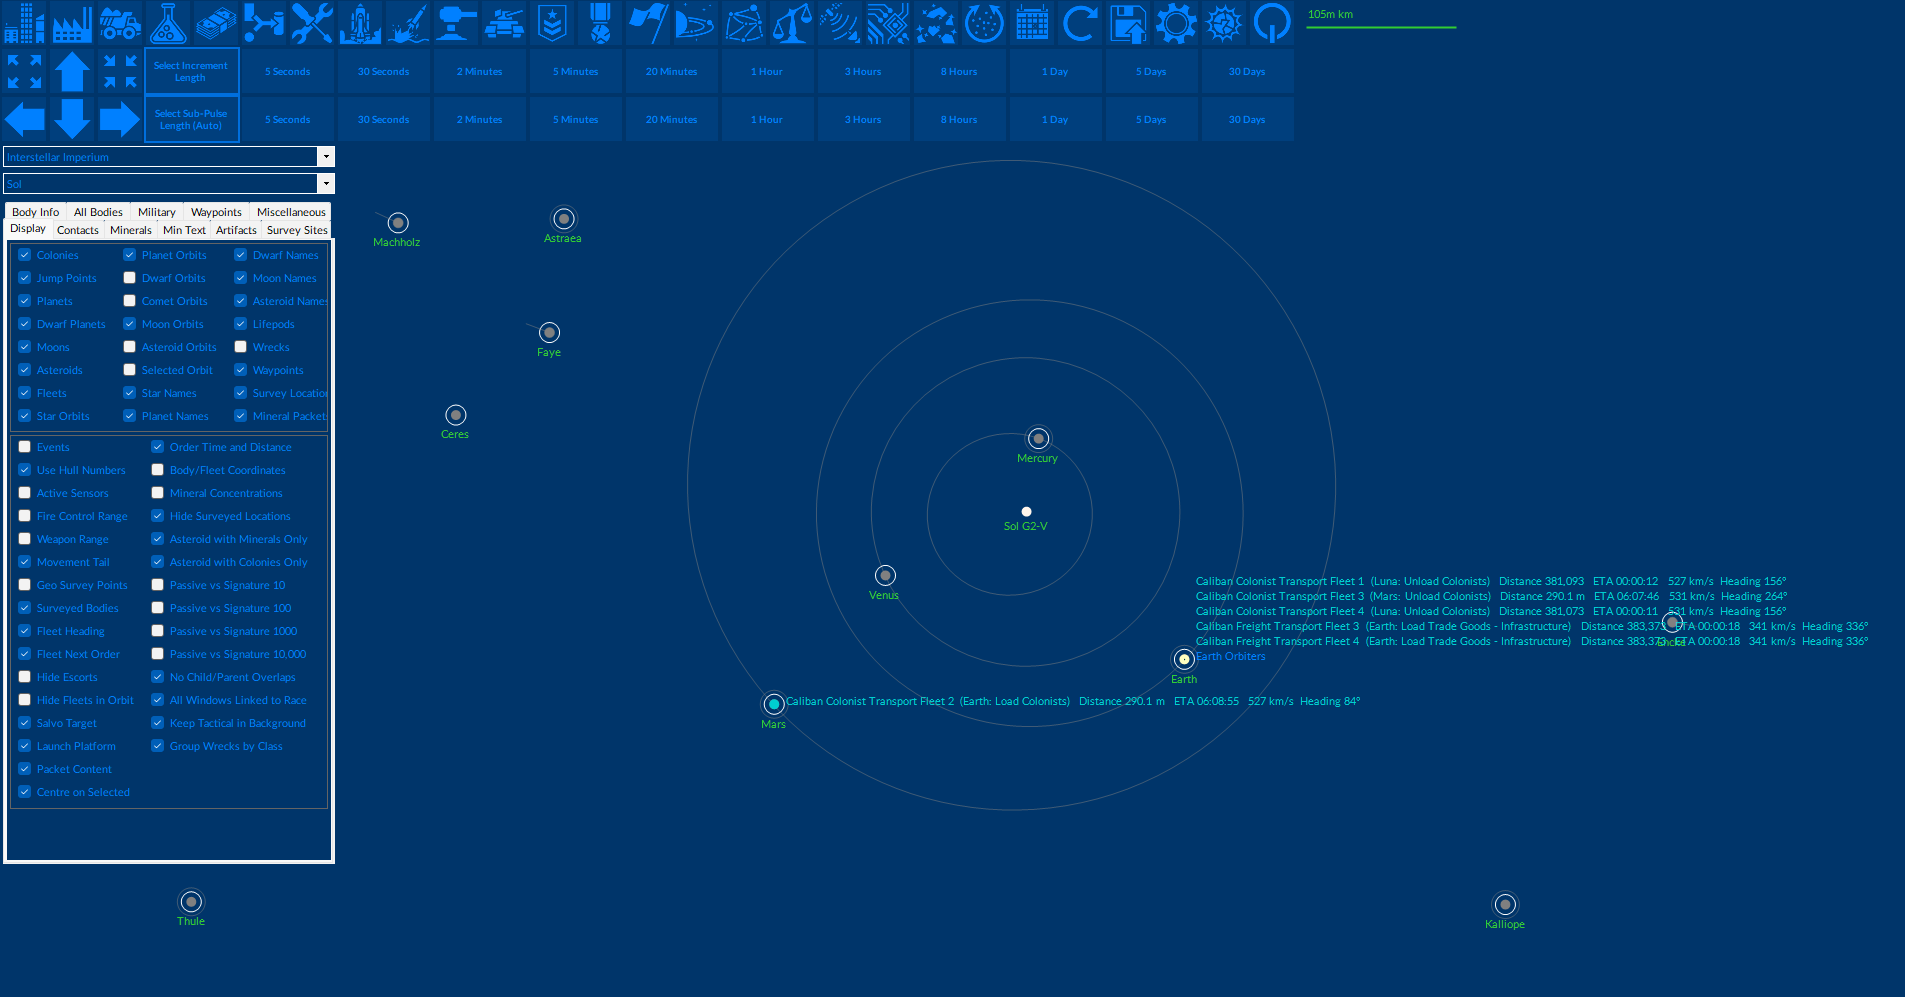 105m km
Select Increment Length
5 Seconds
30 Seconds
2 Minutes
5 Minutes
20 Minutes
1 Hour
3 Hours
8 Hours
1 Day
5 Days
30 Days
Select Sub-Pulse Length (Auto)
5 Seconds
30 Seconds
2 Minutes
5 Minutes
20 Minutes
1 Hour
3 Hours
8 Hours
1 Day
5 Days
30 Days
Interstellar Imperium
Sol
Body Info All Bodies Military Waypoints Miscellaneous
Display Contacts Minerals Min Text Artifacts Survey Sites
Colonies Planet Orbits Dwarf Names
Jump Points Dwarf Orbits Moon Names
Planets Comet Orbits Asteroid Names
Dwarf Planets Moon Orbits Lifepods
Moons Asteroid Orbits Wrecks
Asteroids Selected Orbit Waypoints
Fleets Star Names Survey Location
Star Orbits Planet Names Mineral Packets
Events Order Time and Distance
Use Hull Numbers Body/Fleet Coordinates
Active Sensors Mineral Concentrations
Fire Control Range Hide Surveyed Locations
Weapon Range Asteroid with Minerals Only
Movement Tail Asteroid with Colonies Only
Geo Survey Points Passive vs Signature 10
Surveyed Bodies Passive vs Signature 100
Fleet Heading Passive vs Signature 1000
Fleet Next Order Passive vs Signature 10,000
Hide Escorts No Child/Parent Overlaps
Hide Fleets in Orbit All Windows Linked to Race
Salvo Target Keep Tactical in Background
Launch Platform Group Wrecks by Class
Packet Content
Centre on Selected
Machholz
Astraea
Faye
Ceres
Mercury
Sol G2-V
Venus
Caliban Colonist Transport Fleet 1 (Luna: Unload Colonists) Distance 381,093 ETA 00:00:12 527 km/s Heading 156°
Caliban Colonist Transport Fleet 3 (Mars: Unload Colonists) Distance 290.1 m ETA 06:07:46 531 km/s Heading 264°
Caliban Colonist Transport Fleet 4 (Luna: Unload Colonists) Distance 381,073 ETA 00:00:11 531 km/s Heading 156°
Caliban Freight Transport Fleet 3 (Earth: Load Trade Goods - Infrastructure) Distance 383,373 ETA 00:00:18 341 km/s Heading 336°
Caliban Freight Transport Fleet 4 (Earth: Load Trade Goods - Infrastructure) Distance 383,373 ETA 00:00:18 341 km/s Heading 336°
Encke
Earth Orbiters
Earth
Caliban Colonist Transport Fleet 2 (Earth: Load Colonists) Distance 290.1 m ETA 06:08:55 527 km/s Heading 84°
Mars
Thule
Kalliope